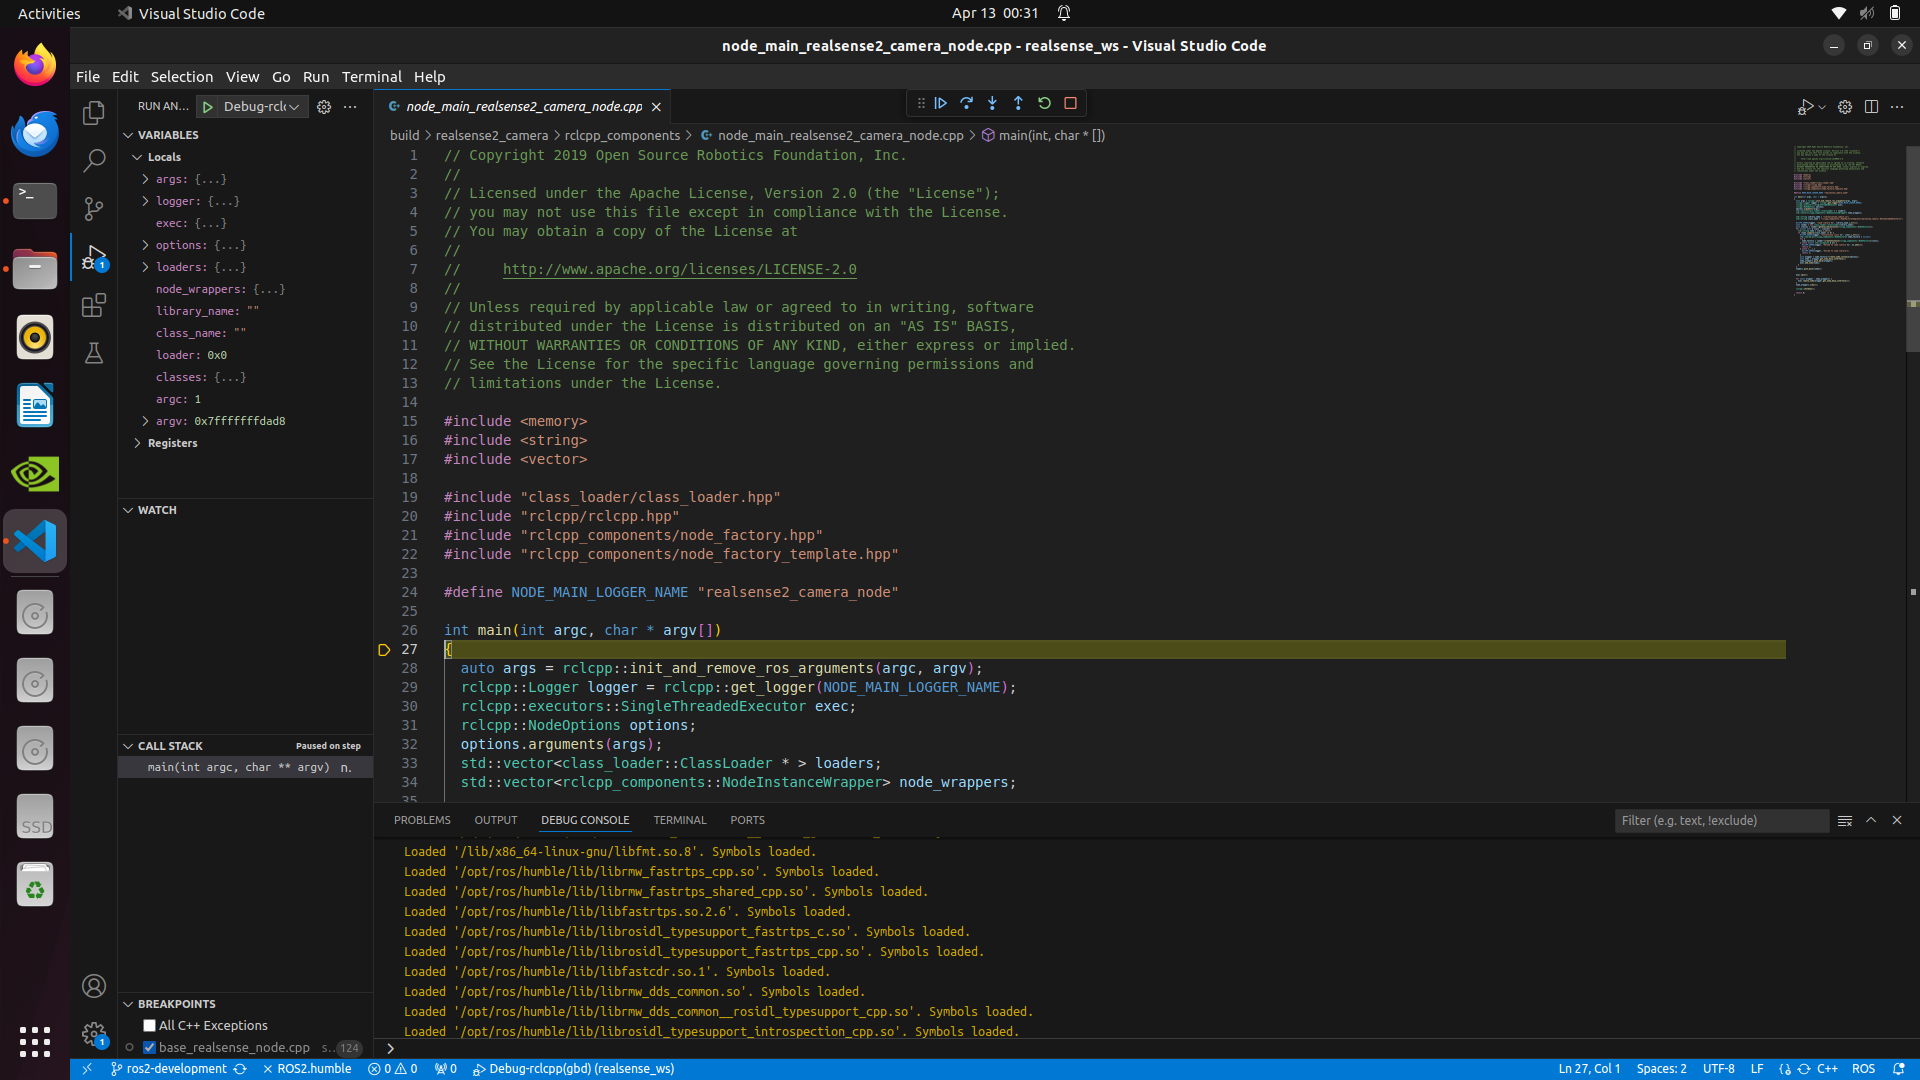 Activities
Visual Studio Code
Apr 13 00:31
node_main_realsense2_camera_node.cpp - realsense_ws - Visual Studio Code
File Edit Selection View Go Run Terminal Help
RUN AN...
Debug-rclc
node_main_realsense2_camera_node.cpp
build > realsense2_camera > rclcpp_components > node_main_realsense2_camera_node.cpp > main(int, char * [])
VARIABLES
Locals
args: {...}
logger: {...}
exec: {...}
options: {...}
loaders: {...}
node_wrappers: {...}
library_name: ""
class_name: ""
loader: 0x0
classes: {...}
argc: 1
argv: 0x7fffffffdad8
Registers
WATCH
CALL STACK
Paused on step
main(int argc, char ** argv) n.
BREAKPOINTS
All C++ Exceptions
base_realsense_node.cpp s.. 124
1 // Copyright 2019 Open Source Robotics Foundation, Inc.
2 //
3 // Licensed under the Apache License, Version 2.0 (the "License");
4 // you may not use this file except in compliance with the License.
5 // You may obtain a copy of the License at
6 //
7 //     http://www.apache.org/licenses/LICENSE-2.0
8 //
9 // Unless required by applicable law or agreed to in writing, software
10 // distributed under the License is distributed on an "AS IS" BASIS,
11 // WITHOUT WARRANTIES OR CONDITIONS OF ANY KIND, either express or implied.
12 // See the License for the specific language governing permissions and
13 // limitations under the License.
14
15 #include <memory>
16 #include <string>
17 #include <vector>
18
19 #include "class_loader/class_loader.hpp"
20 #include "rclcpp/rclcpp.hpp"
21 #include "rclcpp_components/node_factory.hpp"
22 #include "rclcpp_components/node_factory_template.hpp"
23
24 #define NODE_MAIN_LOGGER_NAME "realsense2_camera_node"
25
26 int main(int argc, char * argv[])
27 {
28   auto args = rclcpp::init_and_remove_ros_arguments(argc, argv);
29   rclcpp::Logger logger = rclcpp::get_logger(NODE_MAIN_LOGGER_NAME);
30   rclcpp::executors::SingleThreadedExecutor exec;
31   rclcpp::NodeOptions options;
32   options.arguments(args);
33   std::vector<class_loader::ClassLoader * > loaders;
34   std::vector<rclcpp_components::NodeInstanceWrapper> node_wrappers;
35
PROBLEMS OUTPUT DEBUG CONSOLE TERMINAL PORTS
Filter (e.g. text, !exclude)
Loaded '/lib/x86_64-linux-gnu/libfmt.so.8'. Symbols loaded.
Loaded '/opt/ros/humble/lib/librmw_fastrtps_cpp.so'. Symbols loaded.
Loaded '/opt/ros/humble/lib/librmw_fastrtps_shared_cpp.so'. Symbols loaded.
Loaded '/opt/ros/humble/lib/libfastrtps.so.2.6'. Symbols loaded.
Loaded '/opt/ros/humble/lib/librosidl_typesupport_fastrtps_c.so'. Symbols loaded.
Loaded '/opt/ros/humble/lib/librosidl_typesupport_fastrtps_cpp.so'. Symbols loaded.
Loaded '/opt/ros/humble/lib/libfastcdr.so.1'. Symbols loaded.
Loaded '/opt/ros/humble/lib/librmw_dds_common.so'. Symbols loaded.
Loaded '/opt/ros/humble/lib/librmw_dds_common__rosidl_typesupport_cpp.so'. Symbols loaded.
Loaded '/opt/ros/humble/lib/librosidl_typesupport_introspection_cpp.so'. Symbols loaded.
>
SSD
1
1
ros2-development
ROS2.humble
0 0
0
Debug-rclcpp(gbd) (realsense_ws)
Ln 27, Col 1
Spaces: 2
UTF-8
LF
C++
ROS